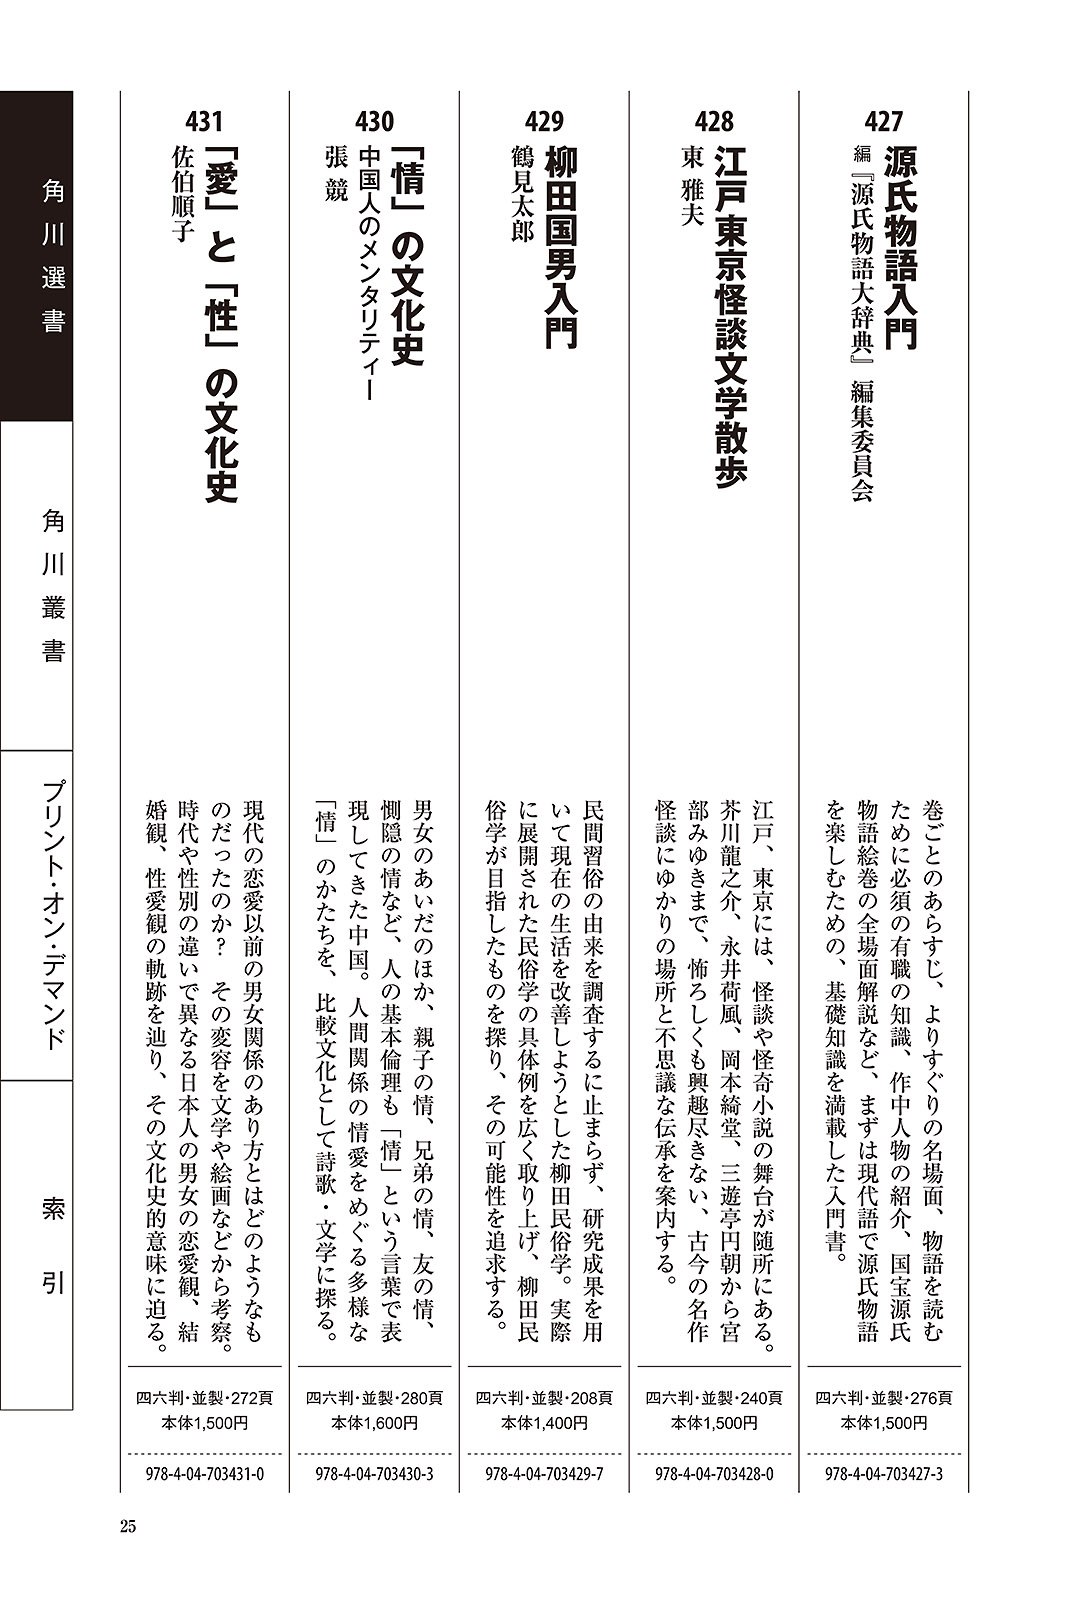 427
源氏物語入門
編『源氏物語大辞典』編集委員会
巻ごとのあらすじ、よりすぐりの名場面、物語を読む
ために必須の有職の知識、作中人物の紹介、国宝源氏
物語絵巻の全場面解説など、まずは現代語で源氏物語
を楽しむための、基礎知識を満載した入門書。
四六判・並製・276頁
本体1,500円
978-4-04-703427-3
428
江戸東京怪談文学散歩
東 雅夫
江戸、東京には、怪談や怪奇小説の舞台が随所にある。
芥川龍之介、永井荷風、岡本綺堂、三遊亭円朝から宮
部みゆきまで、怖ろしくも興趣尽きない、古今の名作
怪談にゆかりの場所と不思議な伝承を案内する。
四六判・並製・240頁
本体1,500円
978-4-04-703428-0
429
柳田国男入門
鶴見太郎
民間習俗の由来を調査するに止まらず、研究成果を用
いて現在の生活を改善しようとした柳田民俗学。実際
に展開された民俗学の具体例を広く取り上げ、柳田民
俗学が目指したものを探り、その可能性を追求する。
四六判・並製・208頁
本体1,400円
978-4-04-703429-7
430
「情」の文化史
中国人のメンタリティー
張 競
男女のあいだのほか、親子の情、兄弟の情、友の情、
惻隠の情など、人の基本倫理も「情」という言葉で表
現してきた中国。人間関係の情愛をめぐる多様な
「情」のかたちを、比較文化として詩歌・文学に探る。
四六判・並製・280頁
本体1,600円
978-4-04-703430-3
431
「愛」と「性」の文化史
佐伯順子
現代の恋愛以前の男女関係のあり方とはどのようなも
のだったのか? その変容を文学や絵画などから考察。
時代や性別の違いで異なる日本人の男女の恋愛観、結
婚観、性愛観の軌跡を辿り、その文化史的意味に迫る。
四六判・並製・272頁
本体1,500円
978-4-04-703431-0
角川選書
角川叢書
プリント・オン・デマンド
索引
25